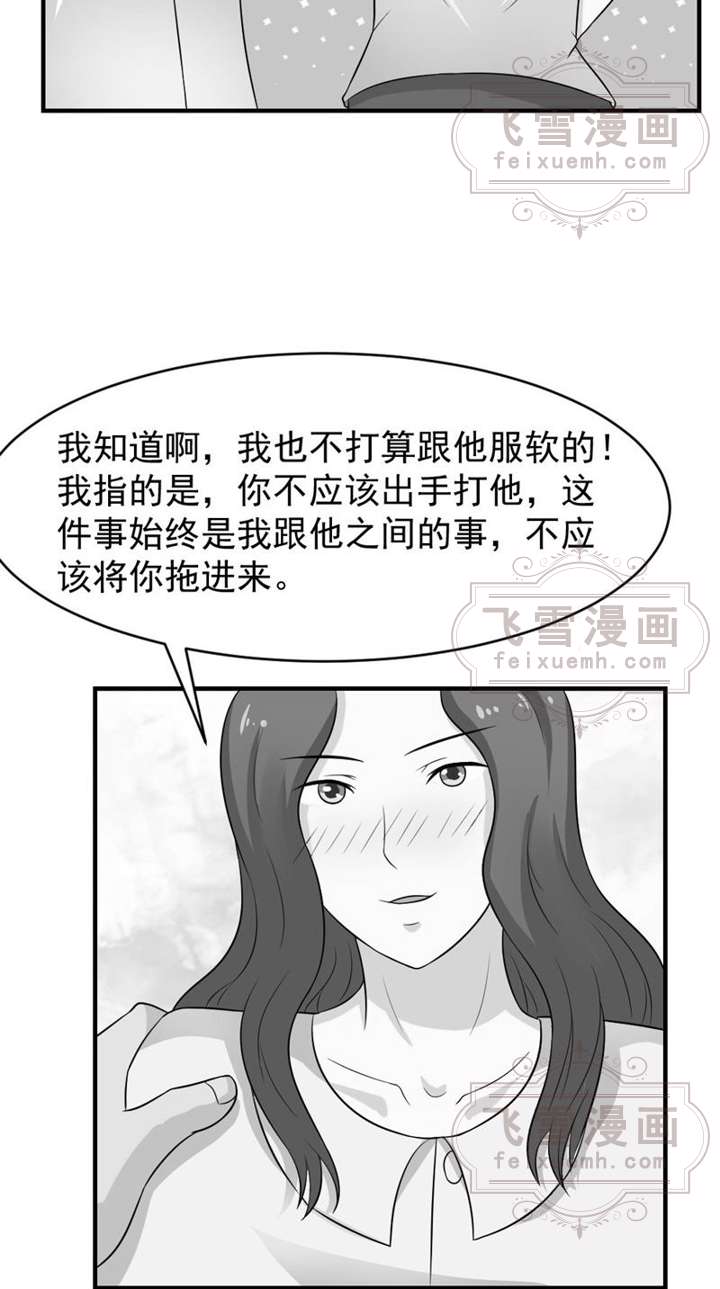 飞雪漫画
feixuemh.com
我知道啊，我也不打算跟他服软的！
我指的是，你不应该出手打他，这
件事始终是我跟他之间的事，不应
该将你拖进来。
飞雪漫画
feixuemh.com
飞雪漫画
feixuemh.com